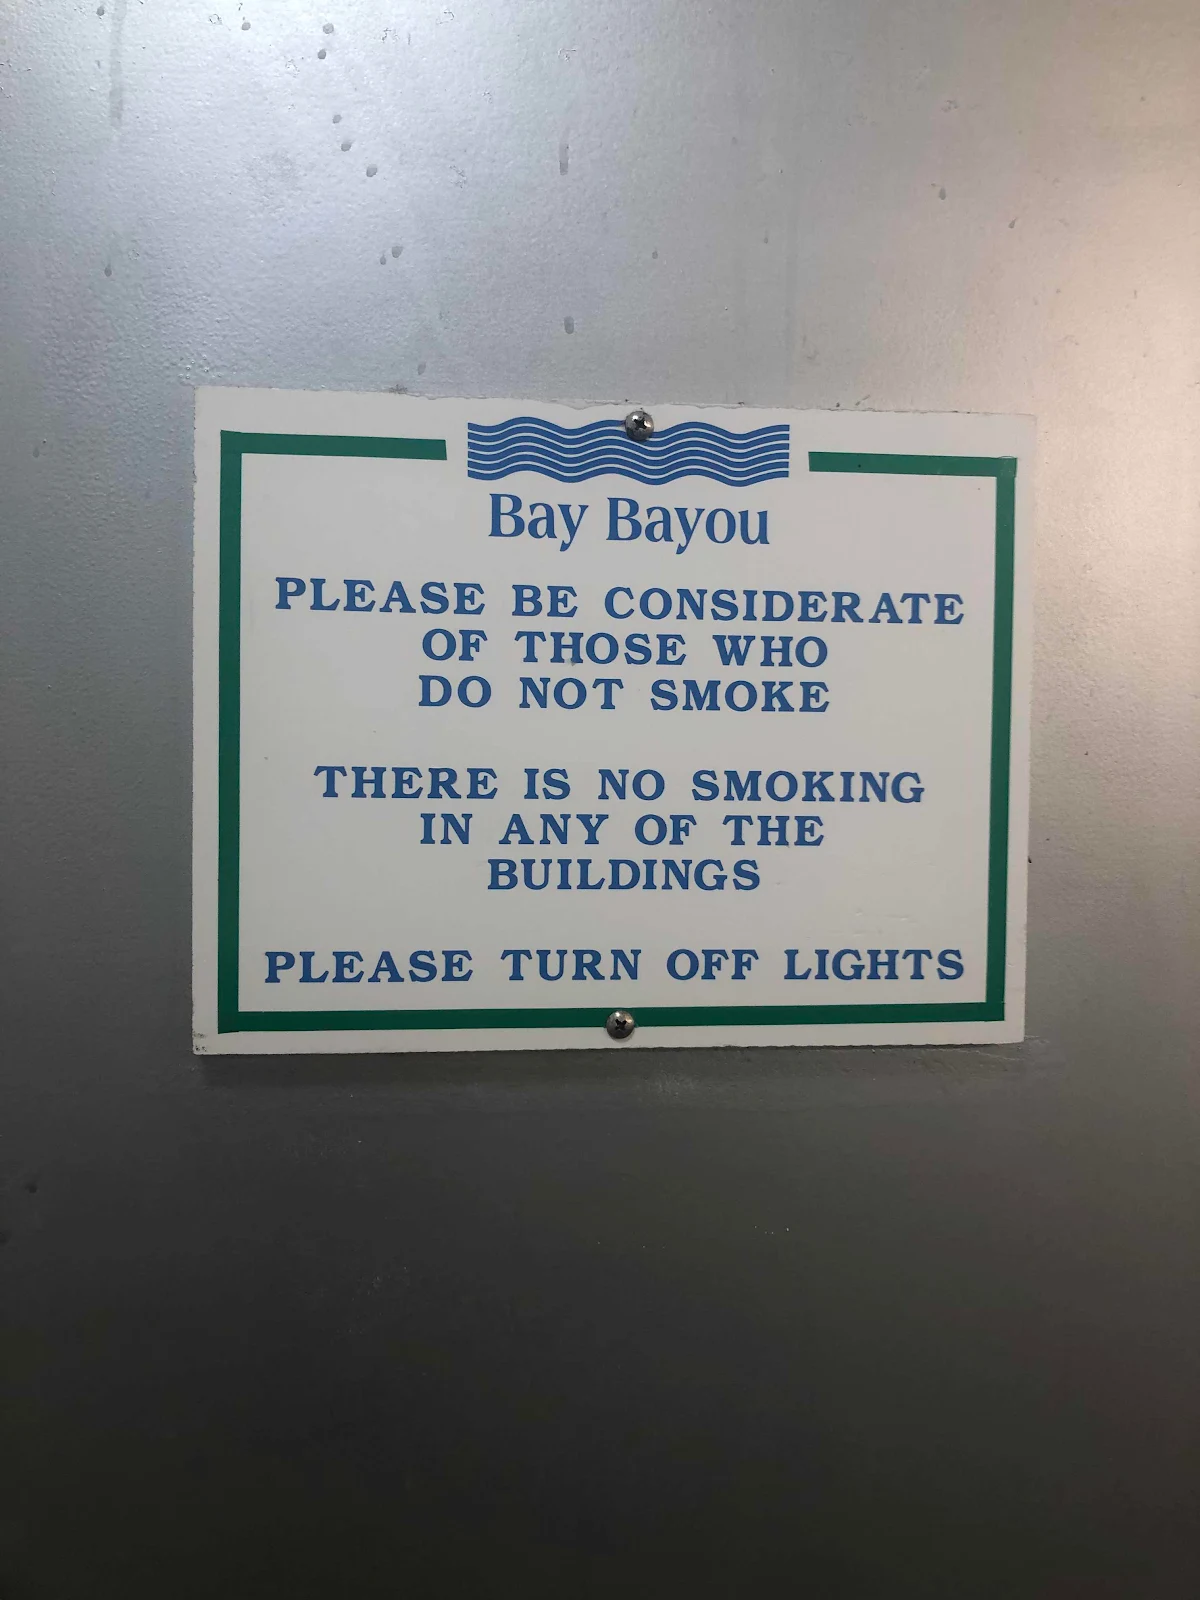 Bay Bayou
PLEASE BE CONSIDERATE
OF THOSE WHO
DO NOT SMOKE
THERE IS NO SMOKING
IN ANY OF THE
BUILDINGS
PLEASE TURN OFF LIGHTS